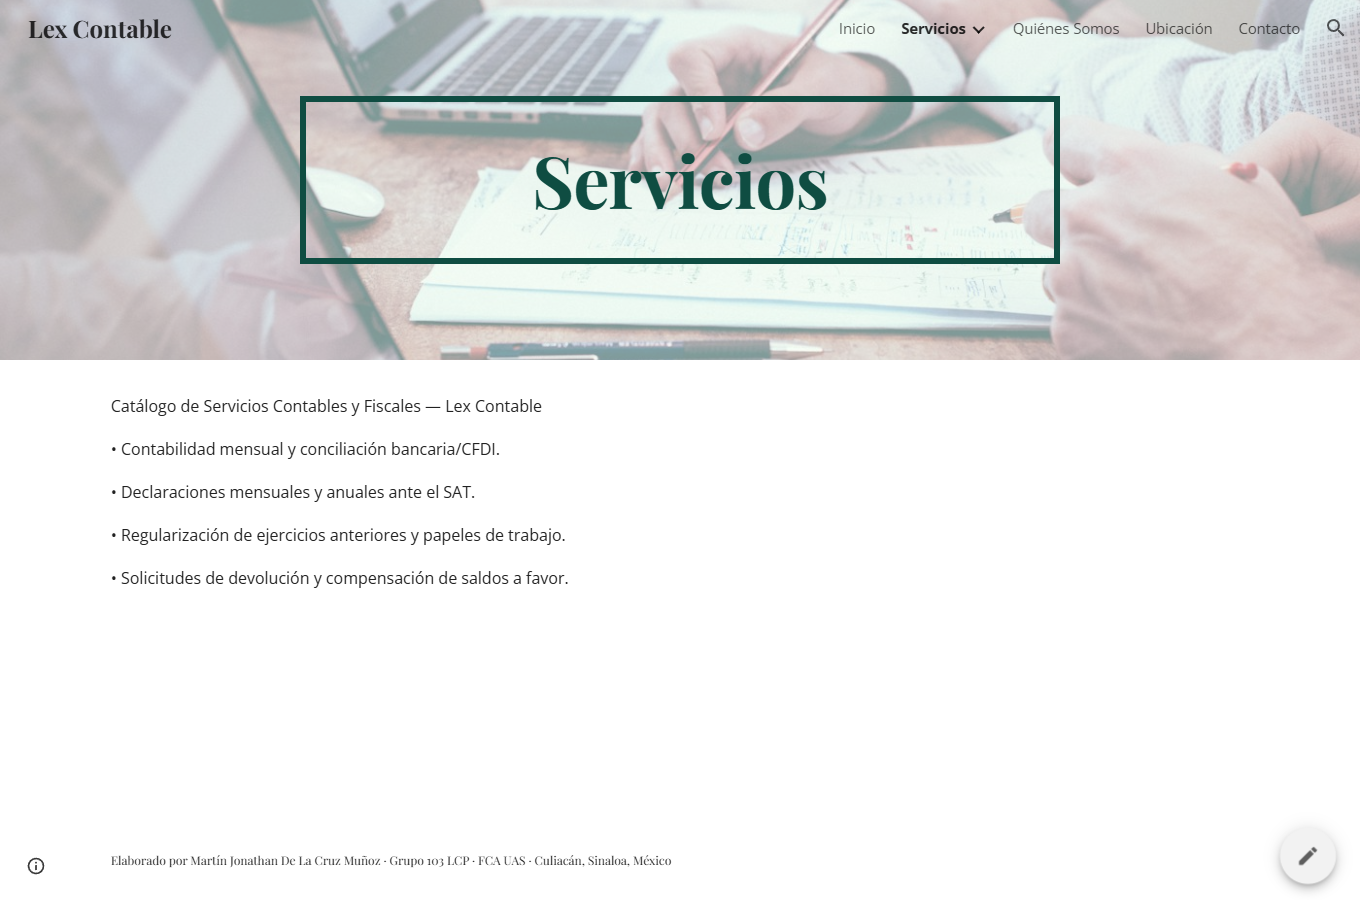 Lex Contable
Inicio Servicios Quiénes Somos Ubicación Contacto
Servicios
Catálogo de Servicios Contables y Fiscales — Lex Contable
• Contabilidad mensual y conciliación bancaria/CFDI.
• Declaraciones mensuales y anuales ante el SAT.
• Regularización de ejercicios anteriores y papeles de trabajo.
• Solicitudes de devolución y compensación de saldos a favor.
Elaborado por Martín Jonathan De La Cruz Muñoz · Grupo 103 LCP · FCA UAS · Culiacán, Sinaloa, México